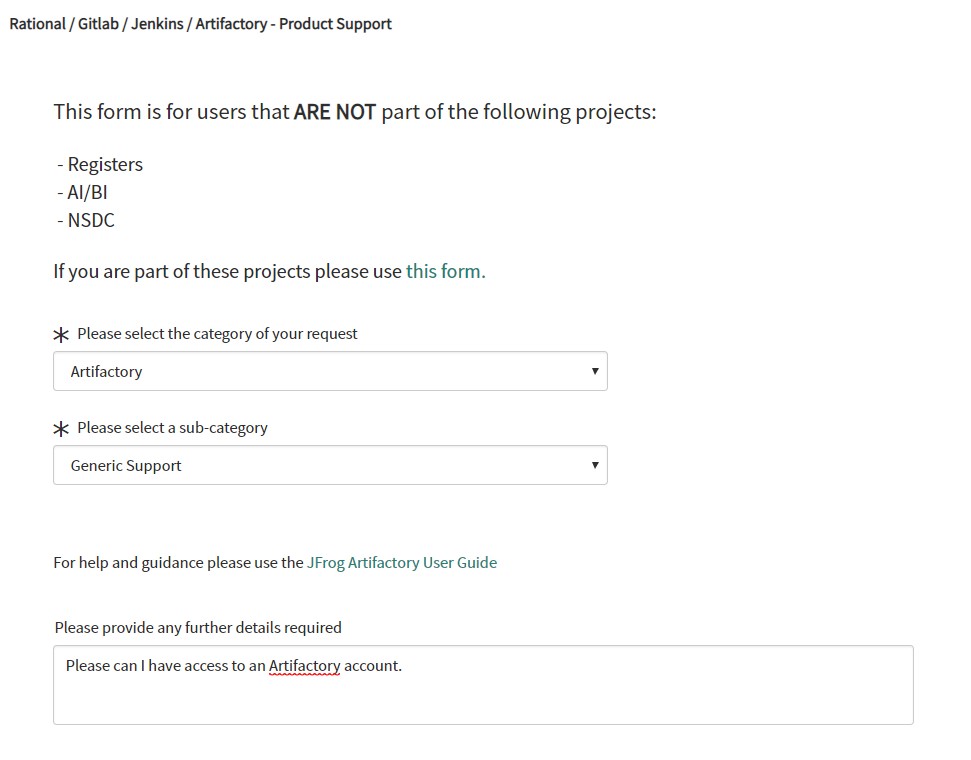 Rational / Gitlab / Jenkins / Artifactory - Product Support
This form is for users that ARE NOT part of the following projects:
- Registers
- AI/BI
- NSDC
If you are part of these projects please use this form.
* Please select the category of your request
Artifactory
* Please select a sub-category
Generic Support
For help and guidance please use the JFrog Artifactory User Guide
Please provide any further details required
Please can I have access to an Artifactory account.